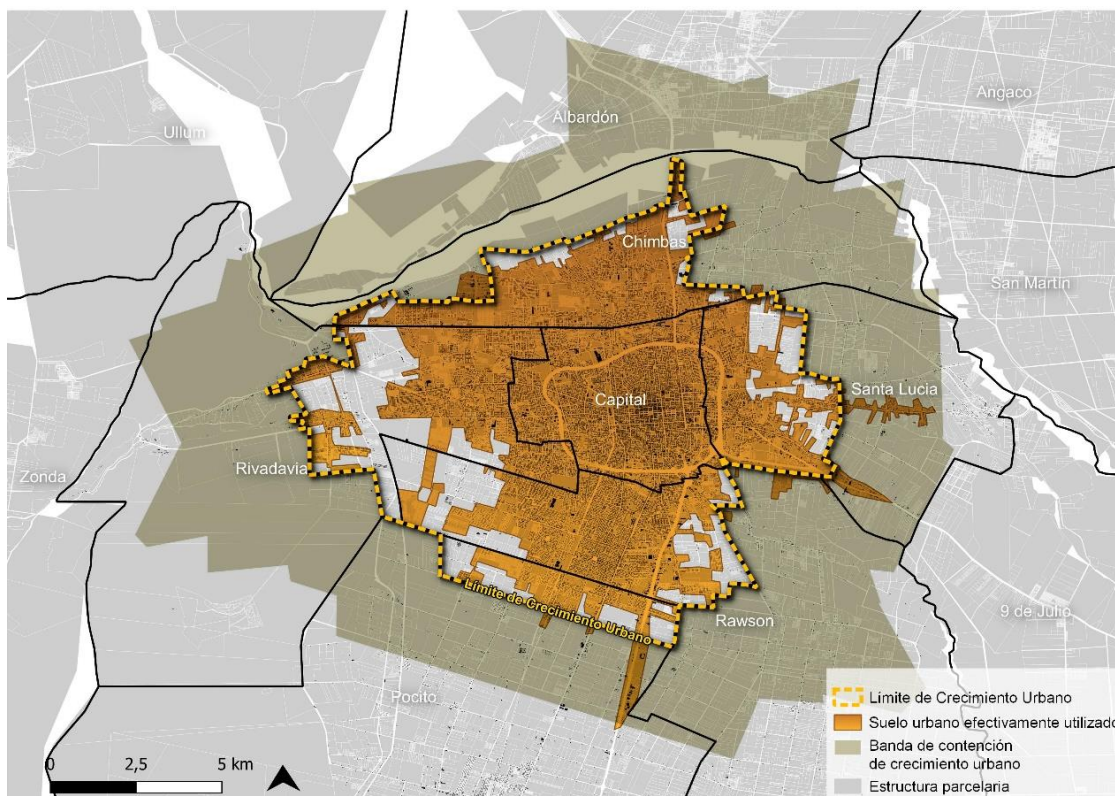 Angaco
Albardón
Ullum
Chimbas
San Martín
Santa Lucia
Capital
Rivadavia
Zonda
Límite de Crecimiento Urbano
Rawson
9 de Julio
Pocito
Límite de Crecimiento Urbano
Suelo urbano efectivamente utilizado
Banda de contención
de crecimiento urbano
Estructura parcelaria
0 2,5 5 km